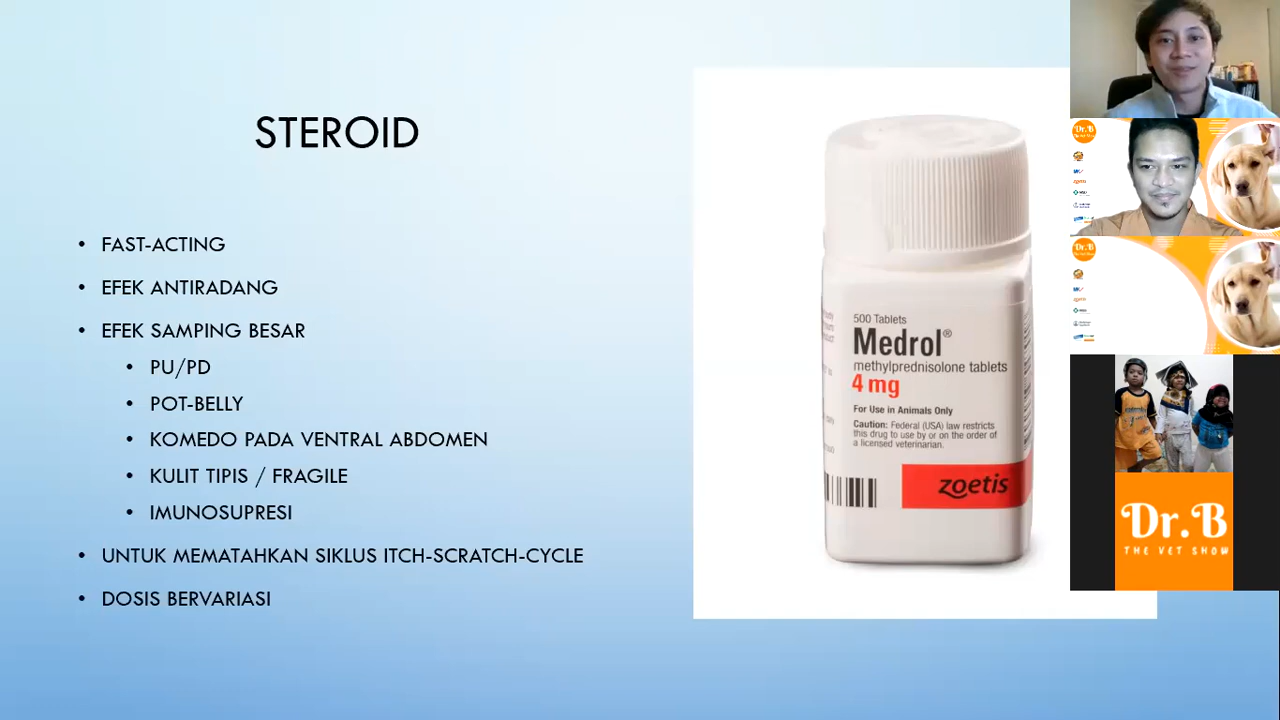 STEROID
• FAST-ACTING
• EFEK ANTIRADANG
• EFEK SAMPING BESAR
• PU/PD
• POT-BELLY
• KOMEDO PADA VENTRAL ABDOMEN
• KULIT TIPIS / FRAGILE
• IMUNOSUPRESI
• UNTUK MEMATAHKAN SIKLUS ITCH-SCRATCH-CYCLE
• DOSIS BERVARIASI
500 Tablets
Medrol®
methylprednisolone tablets
4 mg
For Use in Animals Only
Caution: Federal (USA) law restricts
this drug to use by or on the order of
a licensed veterinarian.
zoetis
Dr.B
Dr.B
Dr.B
THE VET SHOW